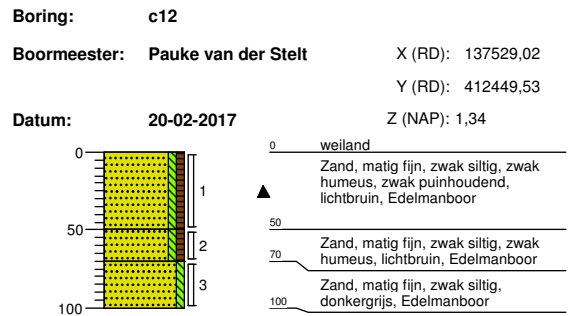 Boring: c12
Boormeester: Pauke van der Stelt
X (RD): 137529,02
Y (RD): 412449,53
Datum: 20-02-2017
Z (NAP): 1,34
0
0 weiland
Zand, matig fijn, zwak siltig, zwak
humeus, zwak puinhoudend,
lichtbruin, Edelmanboor
1
50
50
Zand, matig fijn, zwak siltig, zwak
humeus, lichtbruin, Edelmanboor
2
70
Zand, matig fijn, zwak siltig,
donkergrijs, Edelmanboor
3
100
100